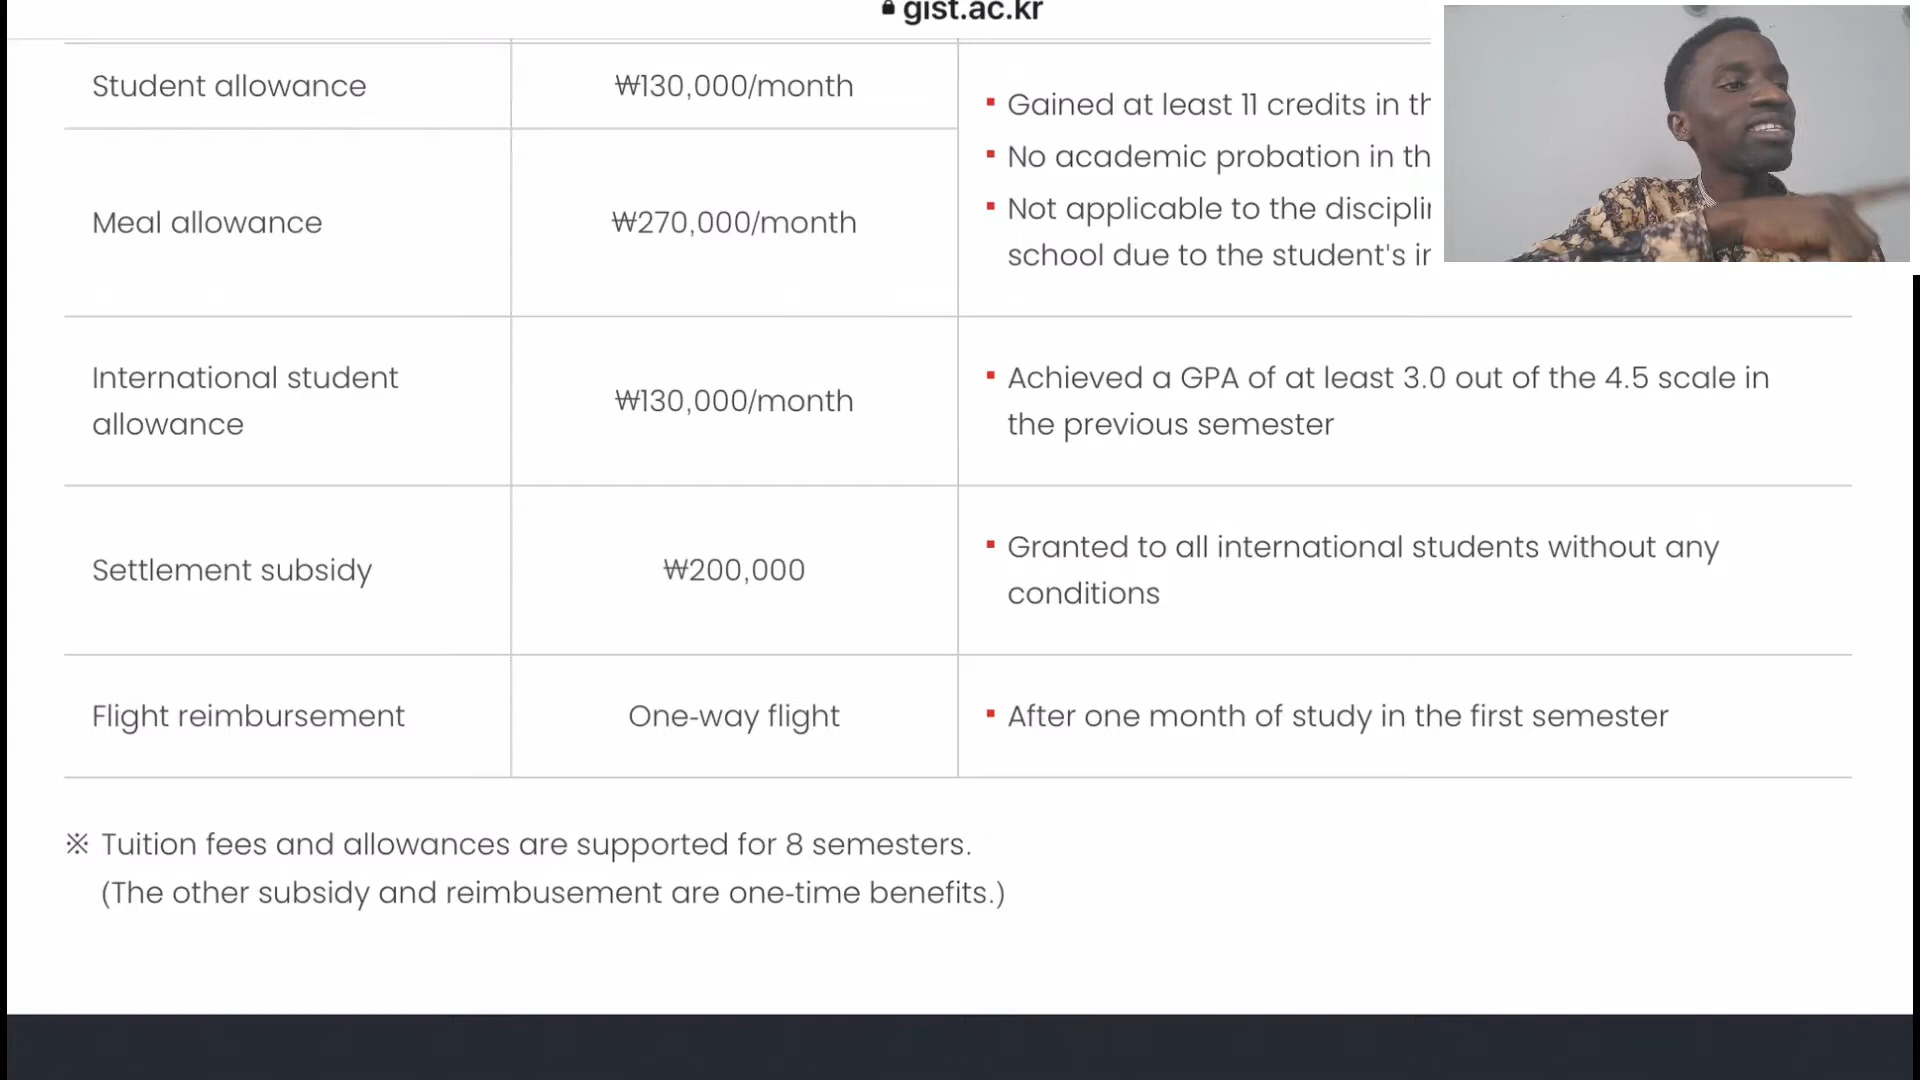 gist.ac.kr
Student allowance
₩130,000/month
Gained at least 11 credits in
No academic probation in
Meal allowance
₩270,000/month
Not applicable to the
school due to the student's
International student
allowance
₩130,000/month
Achieved a GPA of at least 3.0 out of the 4.5 scale in
the previous semester
Settlement subsidy
₩200,000
Granted to all international students without any
conditions
Flight reimbursement
One-way flight
After one month of study in the first semester
※ Tuition fees and allowances are supported for 8 semesters.
(The other subsidy and reimbusement are one-time benefits.)